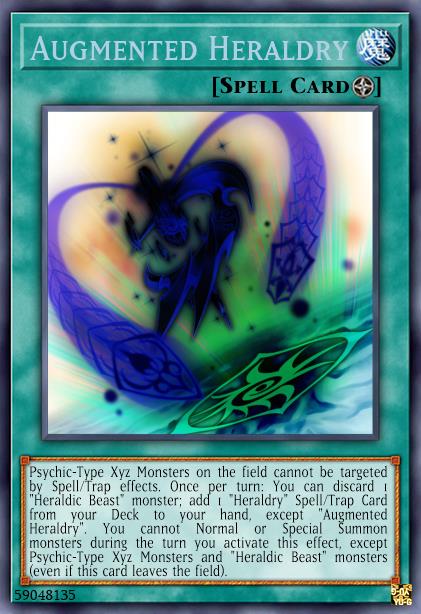 Augmented Heraldry
魔
[Spell Card]
Psychic-Type Xyz Monsters on the field cannot be targeted
by Spell/Trap effects. Once per turn: You can discard 1
"Heraldic Beast" monster; add 1 "Heraldry" Spell/Trap Card
from your Deck to your hand, except "Augmented
Heraldry". You cannot Normal or Special Summon
monsters during the turn you activate this effect, except
Psychic-Type Xyz Monsters and "Heraldic Beast" monsters
(even if this card leaves the field).
59048135